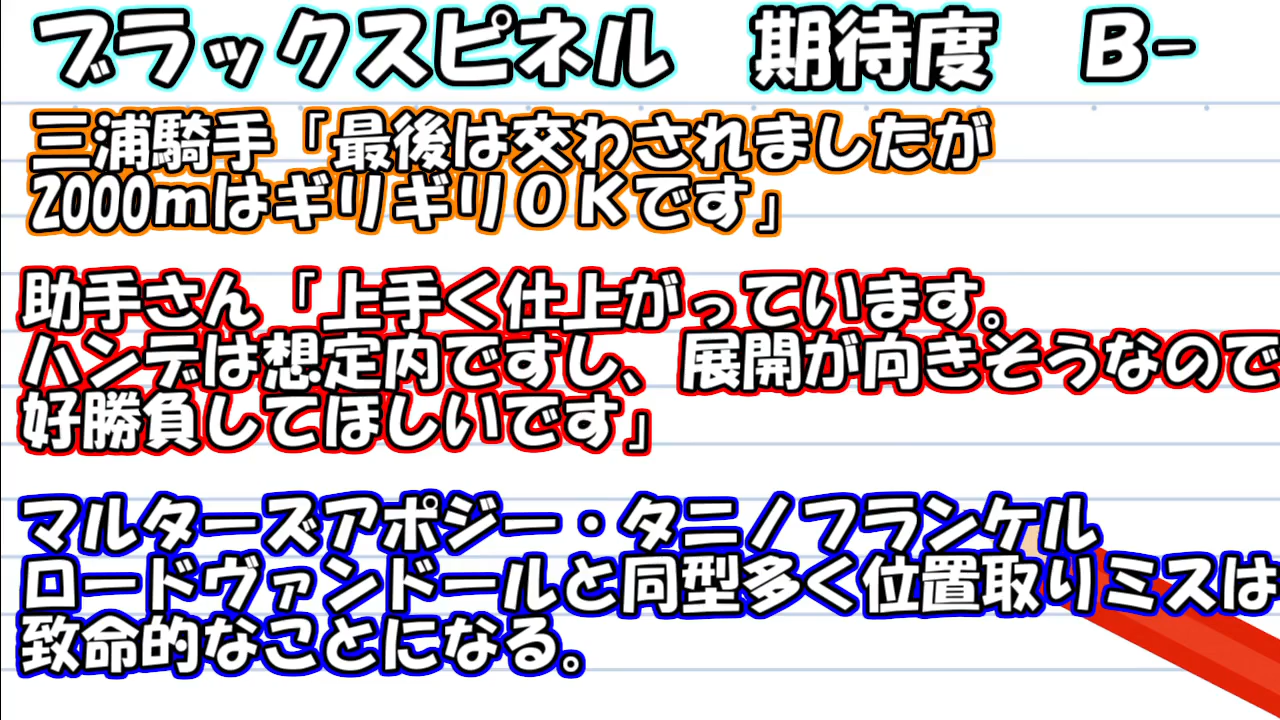 ブラックスピネル　期待度　B-
三浦騎手「最後は交わされましたが
2000mはギリギリOKです」
助手さん「上手く仕上がっています。
ハンデは想定内ですし、展開が向きそうなので
好勝負してほしいです」
マルターズアポジー・タニノフランケル
ロードヴァンドールと同型多く位置取りミスは
致命的なことになる。